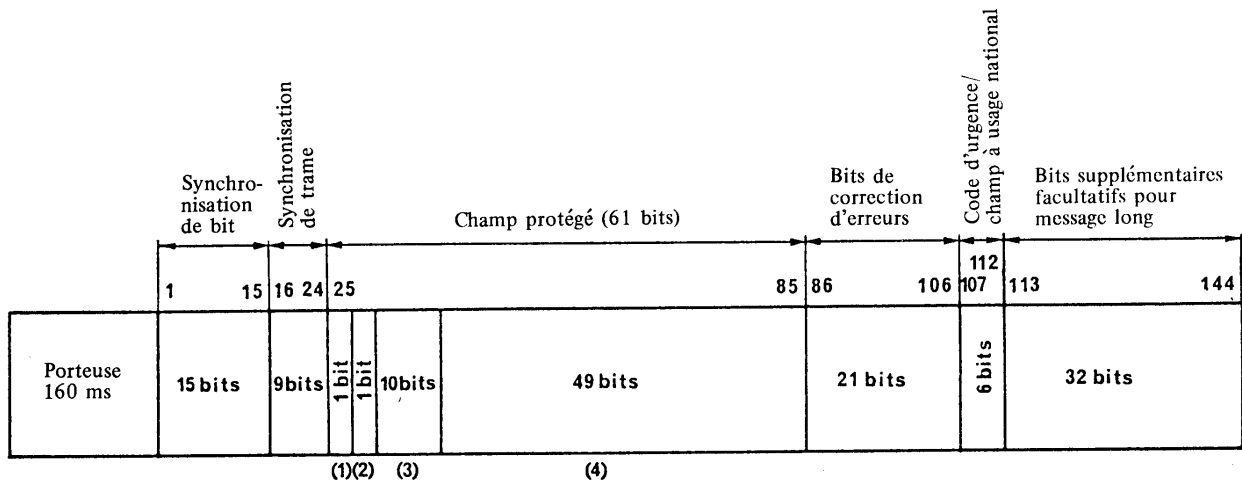 Synchro-
nisation
de bit
Synchronisation
de trame
Champ protégé (61 bits)
Bits de
correction
d'erreurs
Code d'urgence/
champ à usage national
Bits supplémentaires
facultatifs pour
message long
1 15 16 24 25 85 86 106 107 112 113 144
Porteuse
160 ms
15 bits
9 bits
1 bit
1 bit
10 bits
49 bits
21 bits
6 bits
32 bits
(1) (2) (3) (4)